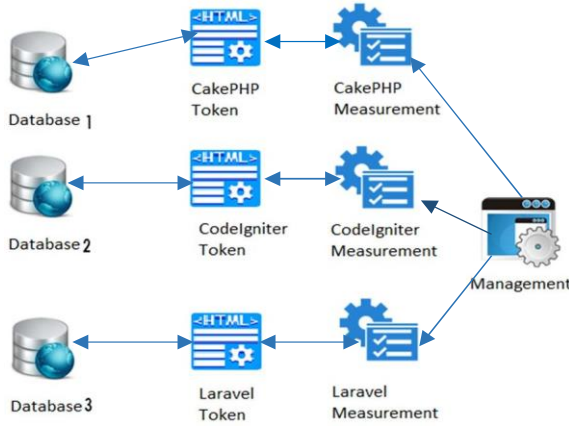 <HTML>
CakePHP
Token
CakePHP
Measurement
Database 1
<HTML>
CodeIgniter
Token
CodeIgniter
Measurement
Database 2
Management
<HTML>
Laravel
Token
Laravel
Measurement
Database 3